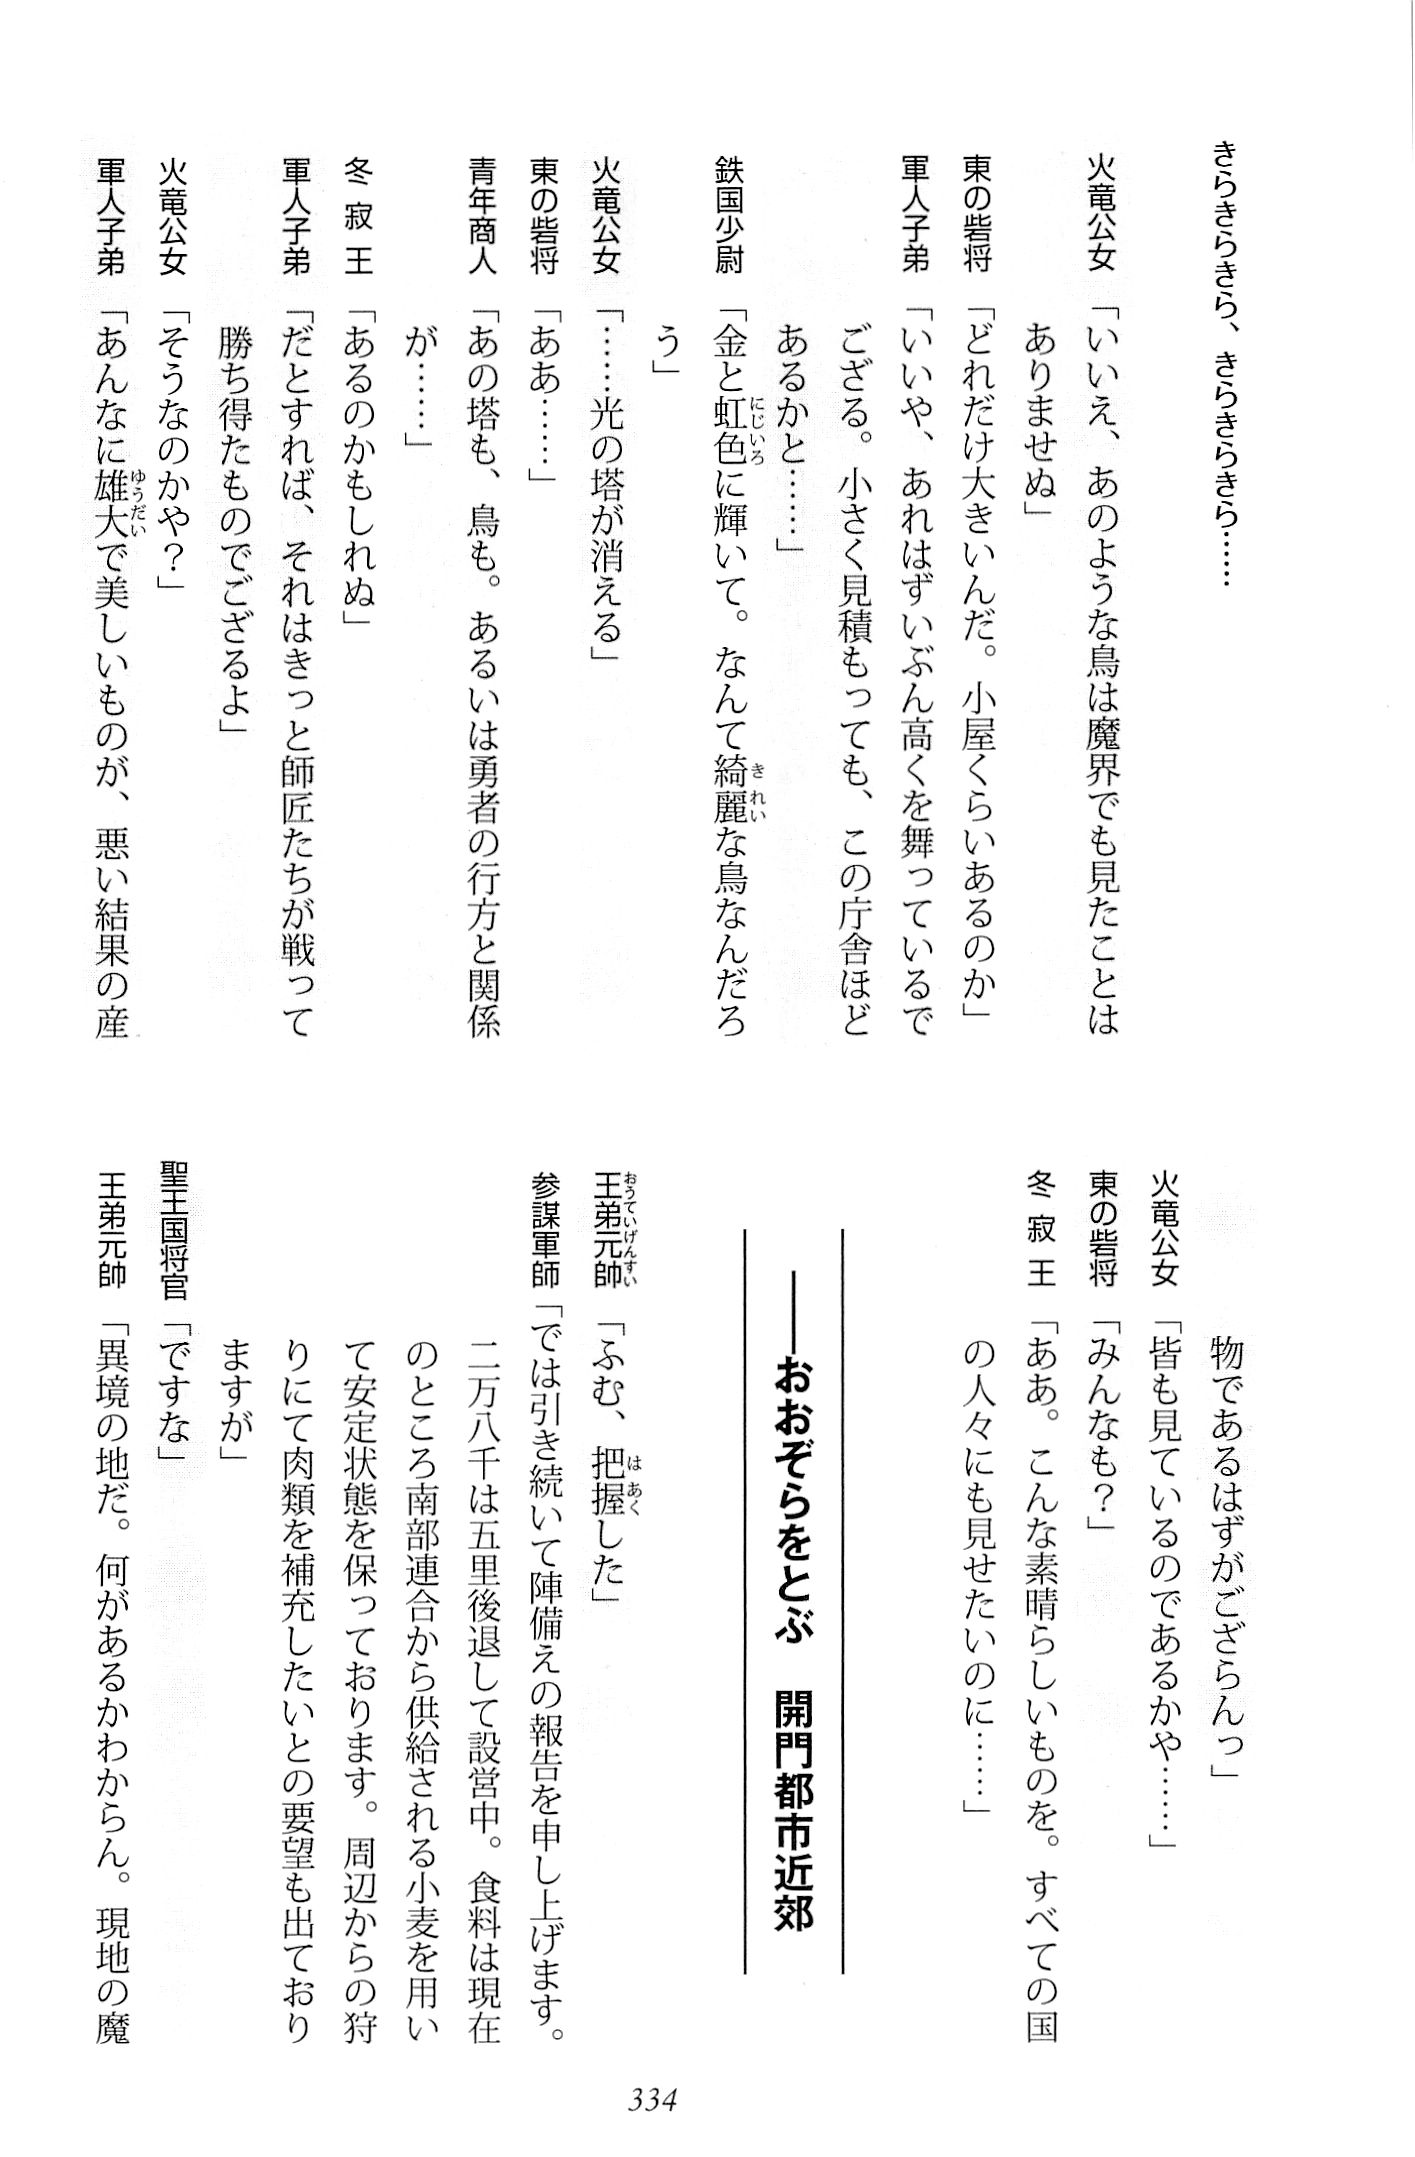 きらきらきら、きらきらきら……
火竜公女「いいえ、あのような鳥は魔界でも見たことは
ありませぬ」
東の砦将「どれだけ大きいんだ。小屋くらいあるのか」
軍人子弟「いいや、あれはずいぶん高くを舞っているで
ござる。小さく見積もっても、この庁舎ほど
あるかと……」
鉄国少尉「金と虹色に輝いて。なんて綺麗な鳥なんだろ
う」
火竜公女「……光の塔が消える」
東の砦将「ああ……」
青年商人「あの塔も、鳥も。あるいは勇者の行方と関係
が……」
冬寂王「あるのかもしれぬ」
軍人子弟「だとすれば、それはきっと師匠たちが戦って
勝ち得たものでござるよ」
火竜公女「そうなのかや？」
軍人子弟「あんなに雄大で美しいものが、悪い結果の産
物であるはずがござらんっ」
火竜公女「皆も見ているのであるかや……」
東の砦将「みんなも？」
冬寂王「ああ。こんな素晴らしいものを。すべての国
の人々にも見せたいのに……」
――おおぞらをとぶ　開門都市近郊
王弟元帥「ふむ、把握した」
参謀軍師「では引き続いて陣備えの報告を申し上げます。
二万八千は五里後退して設営中。食料は現在
のところ南部連合から供給される小麦を用い
て安定状態を保っております。周辺からの狩
りにて肉類を補充したいとの要望も出ており
ますが」
聖王国将官「ですな」
王弟元帥「異境の地だ。何があるかわからん。現地の魔
334